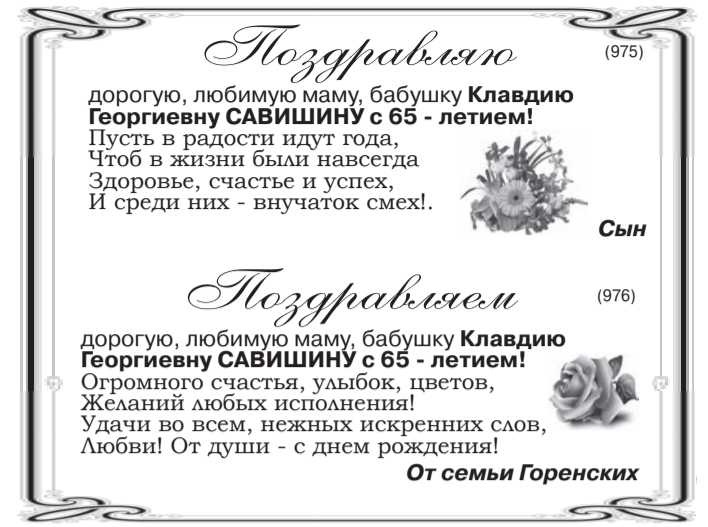 Поздравляю
(975)
дорогую, любимую маму, бабушку Клавдию
Георгиевну САВИШИНУ с 65 - летием!
Пусть в радости идут года,
Чтоб в жизни были навсегда
Здоровье, счастье и успех,
И среди них - внучаток смех!.
Сын
Поздравляем
(976)
дорогую, любимую маму, бабушку Клавдию
Георгиевну САВИШИНУ с 65 - летием!
Огромного счастья, улыбок, цветов,
Желаний любых исполнения!
Удачи во всем, нежных искренних слов,
Любви! От души - с днем рождения!
От семьи Горенских